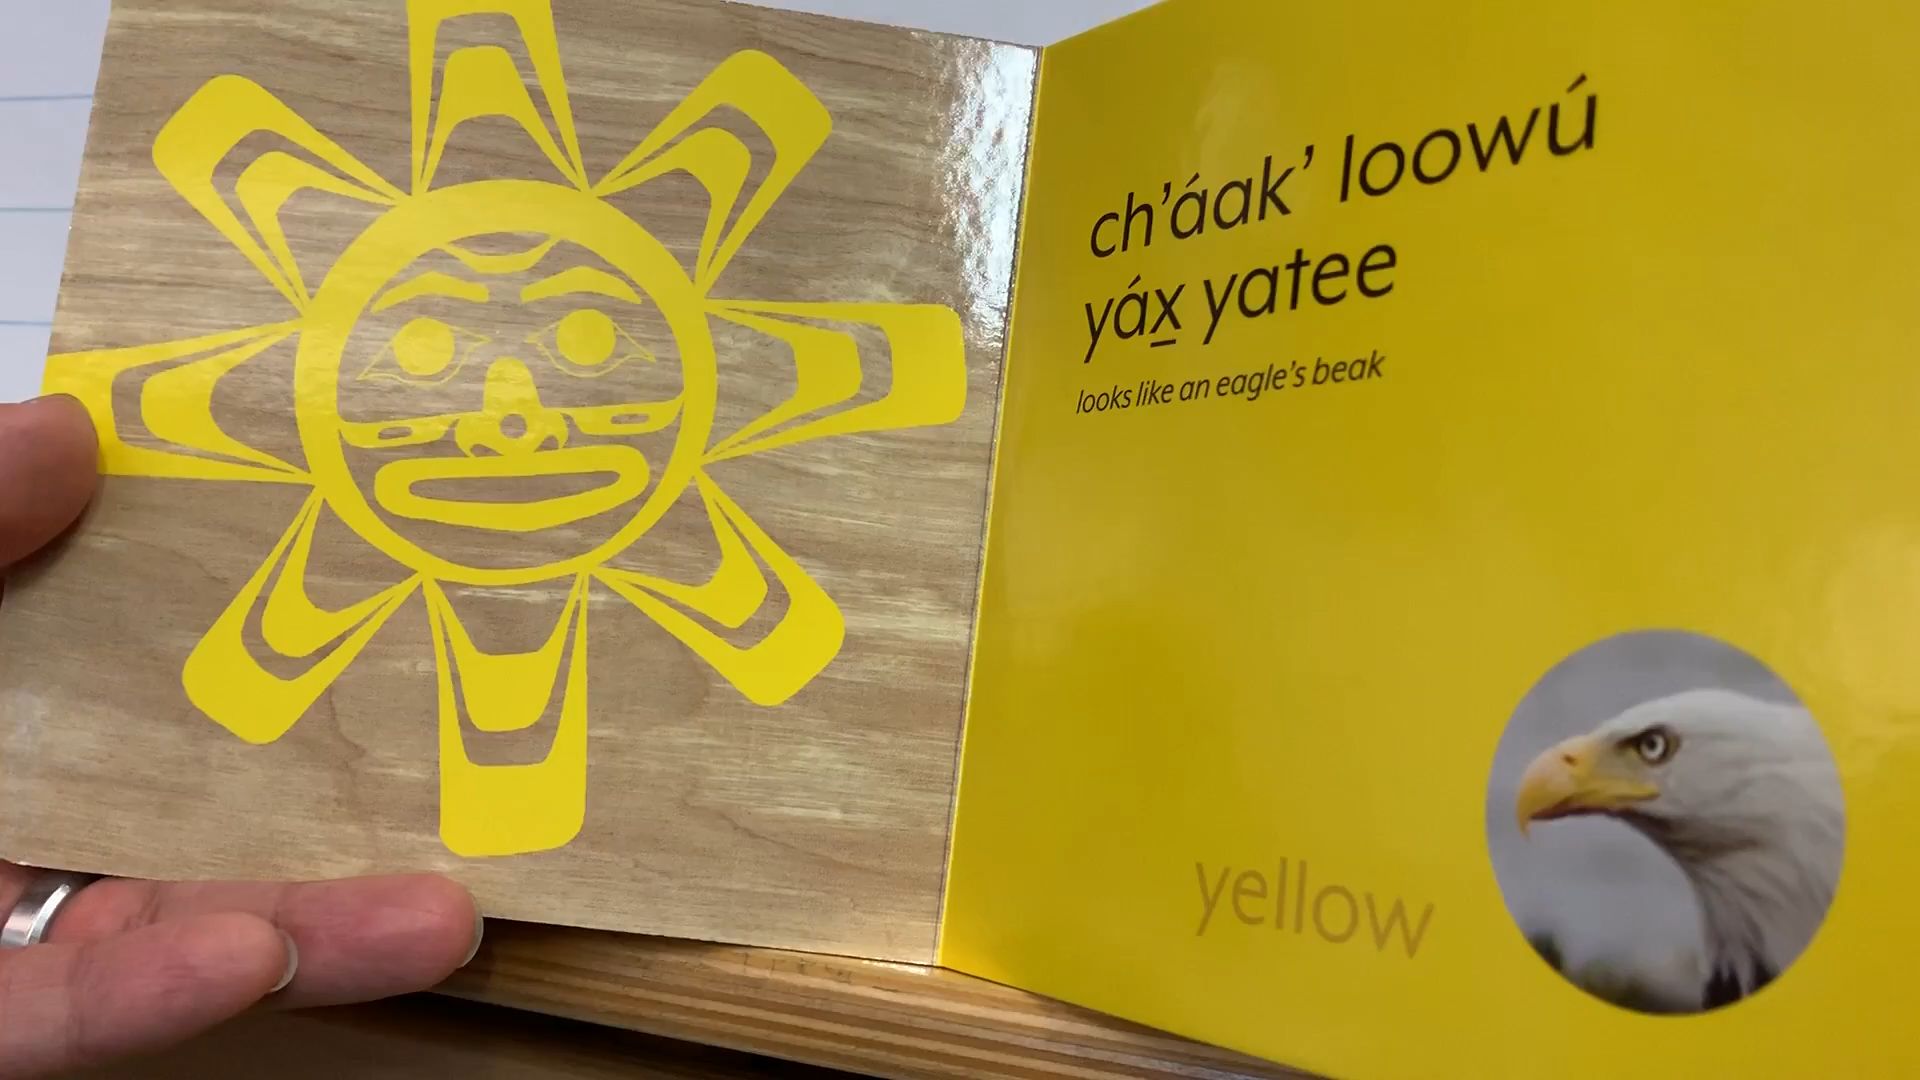 ch’áak’ loowú
yáx̱ yatee
looks like an eagle’s beak
yellow